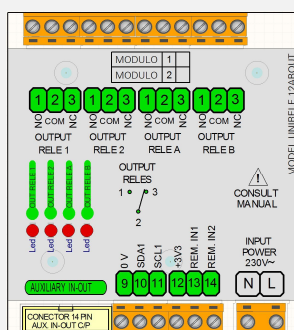 MODULO 1
MODULO 2
1 2 3 1 2 3 1 2 3 1 2 3
NO COM NC NO COM NC NO COM NC NO COM NC
OUTPUT RELE 1
OUTPUT RELE 2
OUTPUT RELE A
OUTPUT RELE B
MODEL UNIRELE 12ABOUT
OUTPUT
RELES
1 3
2
CONSULT
MANUAL
OUT RELE B
OUT RELE 2
OUT RELE A
Led Led Led Led
0 V
SDA1
SCL1
+3V3
REM. IN1
REM. IN2
INPUT
POWER
230V~
AUXILIARY IN-OUT
9 10 11 12 13 14
N L
CONECTOR 14 PIN
AUX. IN-OUT C/P